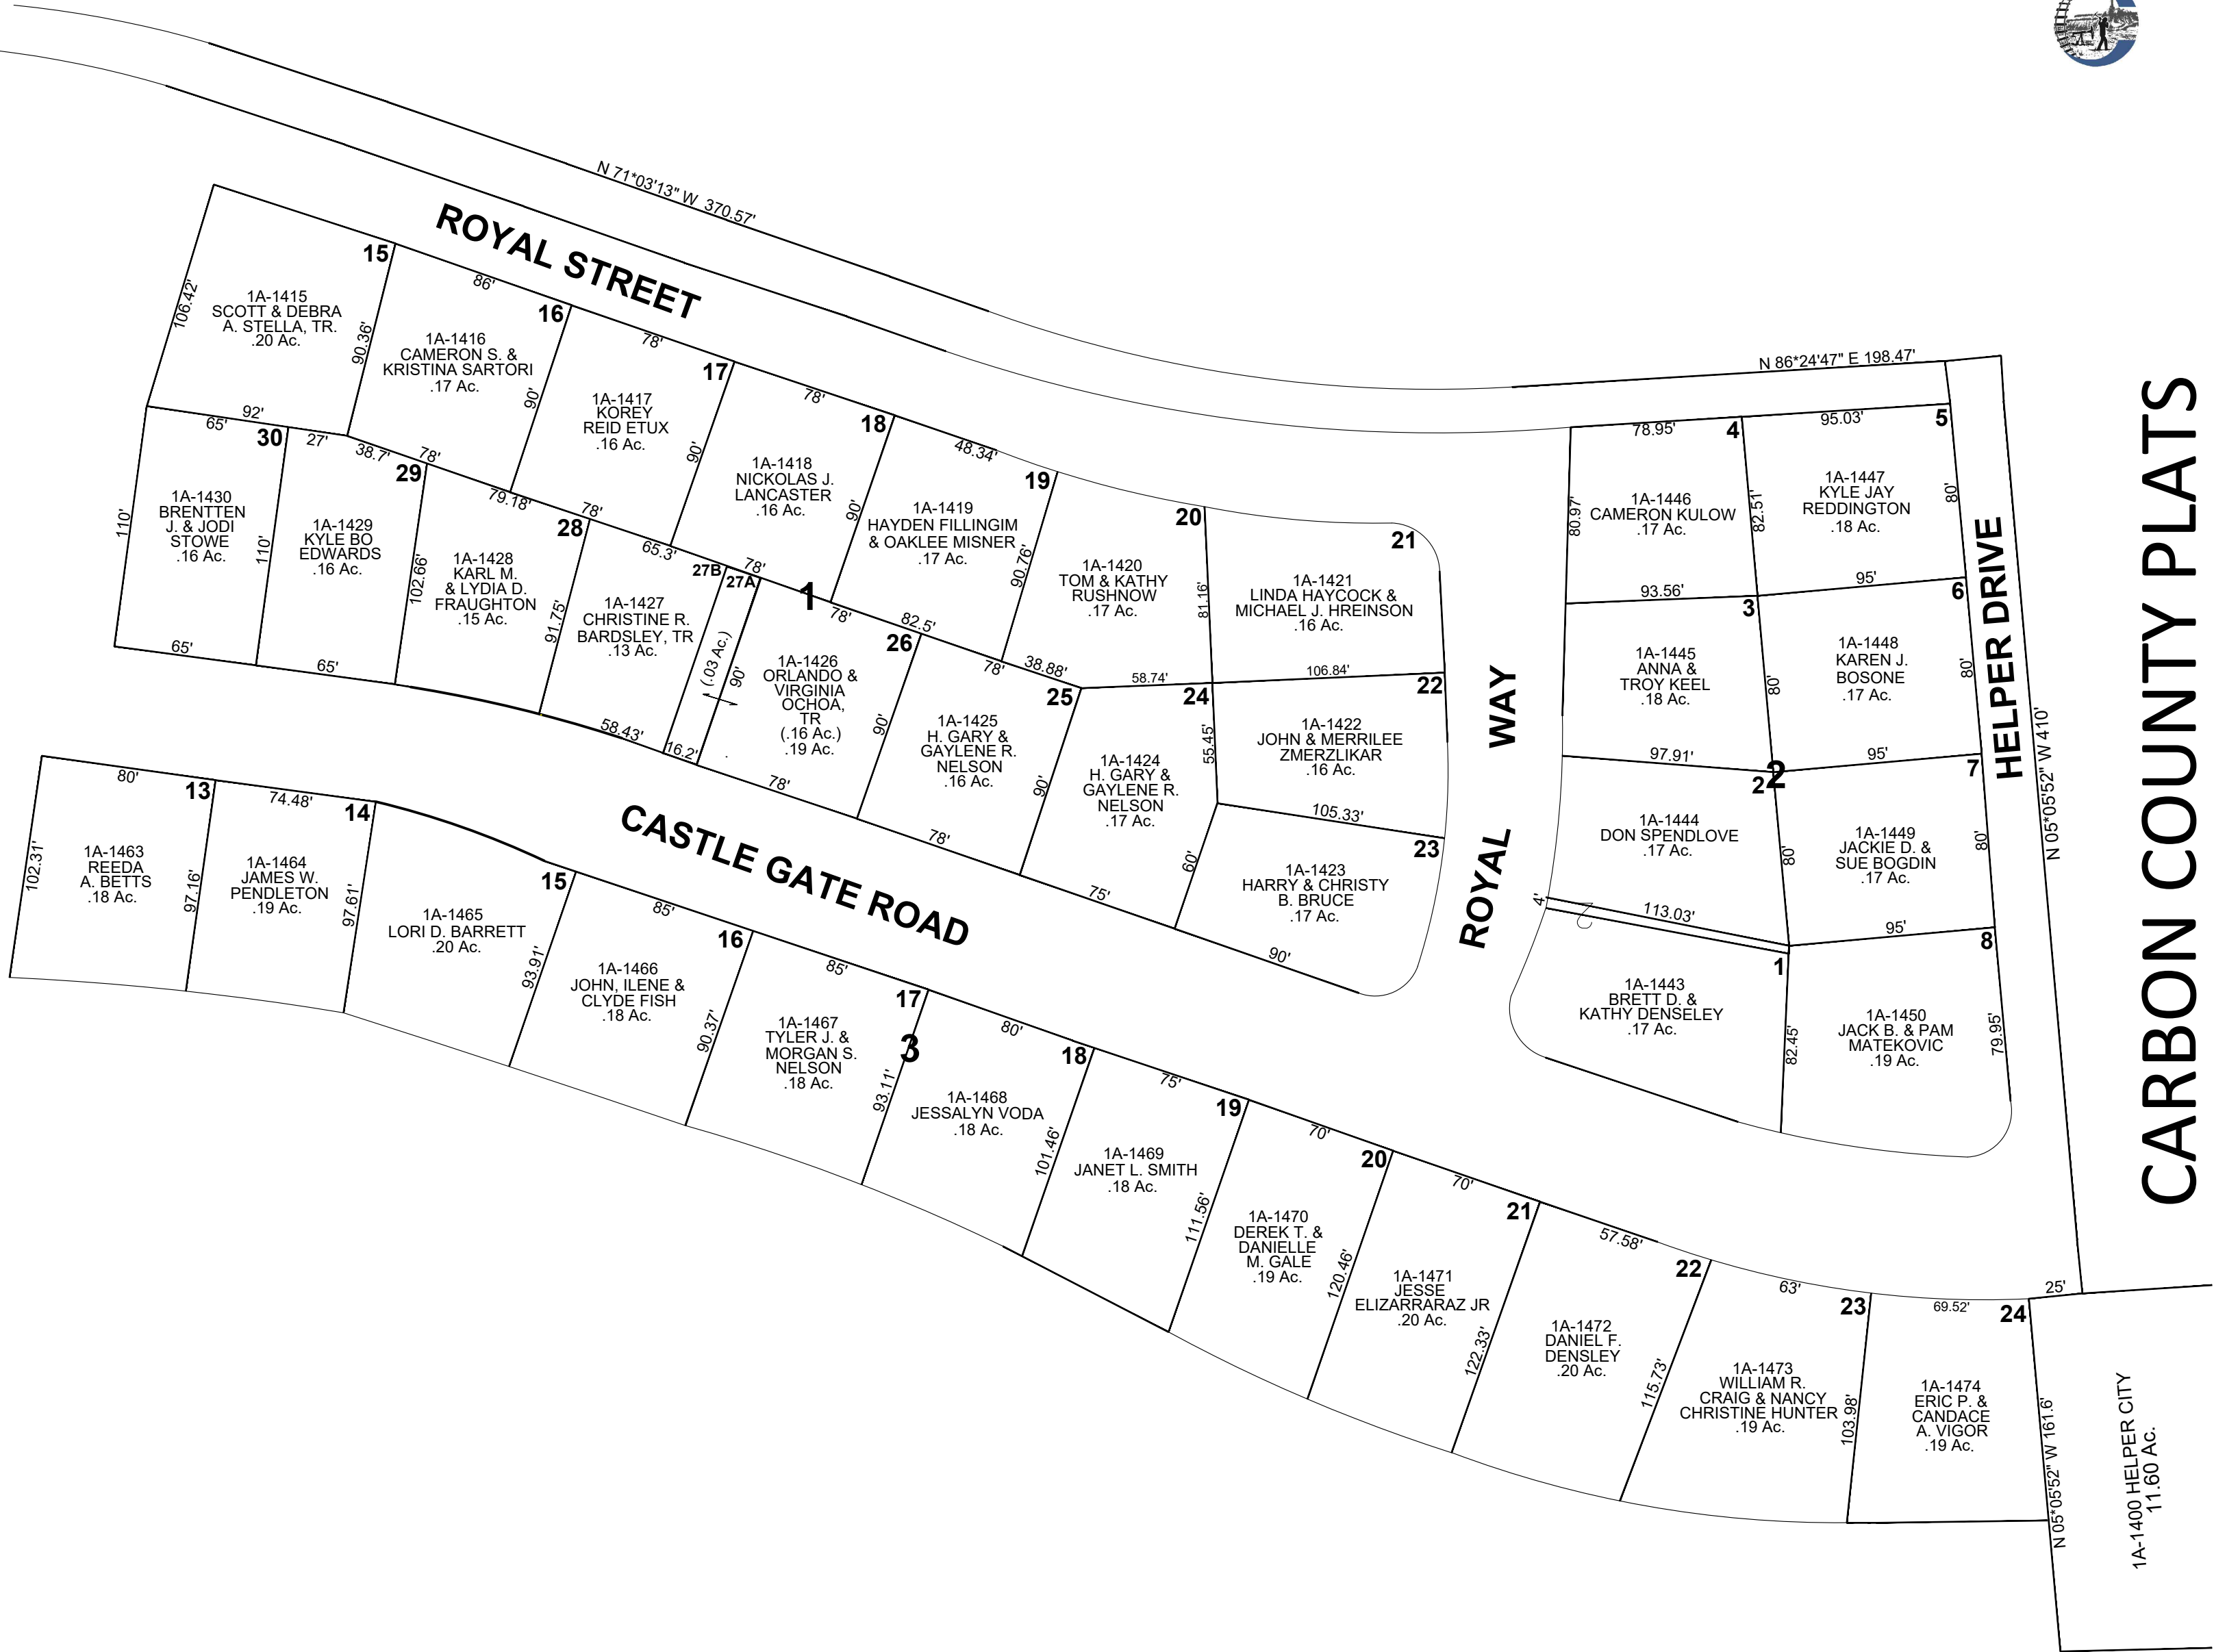 N 71*03'13" W 370.57'
ROYAL STREET
N 86*24'47" E 198.47'
CARBON COUNTY PLATS
HELPER DRIVE
N 05*05'52" W 410'
ROYAL WAY
CASTLE GATE ROAD
15
106.42'
1A-1415
SCOTT & DEBRA
A. STELLA, TR.
.20 Ac.
90.36'
92'
86'
16
1A-1416
CAMERON S. &
KRISTINA SARTORI
.17 Ac.
90'
78'
78'
17
1A-1417
KOREY
REID ETUX
.16 Ac.
90'
78'
78'
18
1A-1418
NICKOLAS J.
LANCASTER
.16 Ac.
90'
78'
48.34'
19
1A-1419
HAYDEN FILLINGIM
& OAKLEE MISNER
.17 Ac.
90.76'
82.5'
20
1A-1420
TOM & KATHY
RUSHNOW
.17 Ac.
81.16'
38.88'
58.74'
21
1A-1421
LINDA HAYCOCK &
MICHAEL J. HREINSON
.16 Ac.
106.84'
22
1A-1422
JOHN & MERRILEE
ZMERZLIKAR
.16 Ac.
55.45'
105.33'
23
1A-1423
HARRY & CHRISTY
B. BRUCE
.17 Ac.
60'
90'
24
1A-1424
H. GARY &
GAYLENE R.
NELSON
.17 Ac.
90'
75'
25
78'
1A-1425
H. GARY &
GAYLENE R.
NELSON
.16 Ac.
90'
78'
26
78'
1
1A-1426
ORLANDO &
VIRGINIA
OCHOA,
TR
(.16 Ac.)
.19 Ac.
90'
78'
27A
27B
(.03 Ac.)
16.2'
65.3'
1A-1427
CHRISTINE R.
BARDSLEY, TR
.13 Ac.
58.43'
91.75'
28
79.18'
1A-1428
KARL M.
& LYDIA D.
FRAUGHTON
.15 Ac.
102.66'
29
38.7'
27'
1A-1429
KYLE BO
EDWARDS
.16 Ac.
110'
65'
30
65'
1A-1430
BRENTTEN
J. & JODI
STOWE
.16 Ac.
110'
65'
78.95'
4
80.97'
1A-1446
CAMERON KULOW
.17 Ac.
82.51'
93.56'
95.03'
5
1A-1447
KYLE JAY
REDDINGTON
.18 Ac.
80'
95'
3
1A-1445
ANNA &
TROY KEEL
.18 Ac.
80'
97.91'
6
1A-1448
KAREN J.
BOSONE
.17 Ac.
80'
95'
2
2
1A-1444
DON SPENDLOVE
.17 Ac.
80'
113.03'
4'
2
7
1A-1449
JACKIE D. &
SUE BOGDIN
.17 Ac.
80'
95'
1
1A-1443
BRETT D. &
KATHY DENSELEY
.17 Ac.
82.45'
8
1A-1450
JACK B. & PAM
MATEKOVIC
.19 Ac.
79.95'
80'
13
102.31'
1A-1463
REEDA
A. BETTS
.18 Ac.
97.16'
74.48'
14
1A-1464
JAMES W.
PENDLETON
.19 Ac.
97.61'
15
1A-1465
LORI D. BARRETT
.20 Ac.
93.91'
85'
16
1A-1466
JOHN, ILENE &
CLYDE FISH
.18 Ac.
90.37'
85'
17
1A-1467
TYLER J. &
MORGAN S.
NELSON
.18 Ac.
3
93.11'
80'
18
1A-1468
JESSALYN VODA
.18 Ac.
101.46'
75'
19
1A-1469
JANET L. SMITH
.18 Ac.
111.56'
70'
20
1A-1470
DEREK T. &
DANIELLE
M. GALE
.19 Ac.
120.46'
70'
21
1A-1471
JESSE
ELIZARRARAZ JR
.20 Ac.
122.33'
57.58'
22
1A-1472
DANIEL F.
DENSLEY
.20 Ac.
115.73'
63'
23
1A-1473
WILLIAM R.
CRAIG & NANCY
CHRISTINE HUNTER
.19 Ac.
103.98'
69.52'
24
25'
1A-1474
ERIC P. &
CANDACE
A. VIGOR
.19 Ac.
N 05*05'52" W 161.6'
1A-1400 HELPER CITY
11.60 Ac.